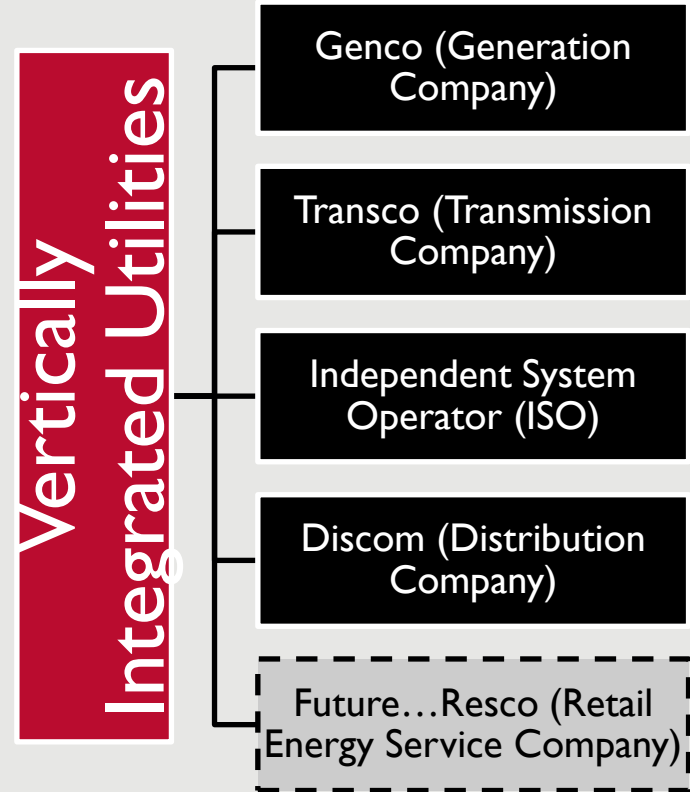 Vertically
Integrated Utilities
Genco (Generation
Company)
Transco (Transmission
Company)
Independent System
Operator (ISO)
Discom (Distribution
Company)
Future…Resco (Retail
Energy Service Company)